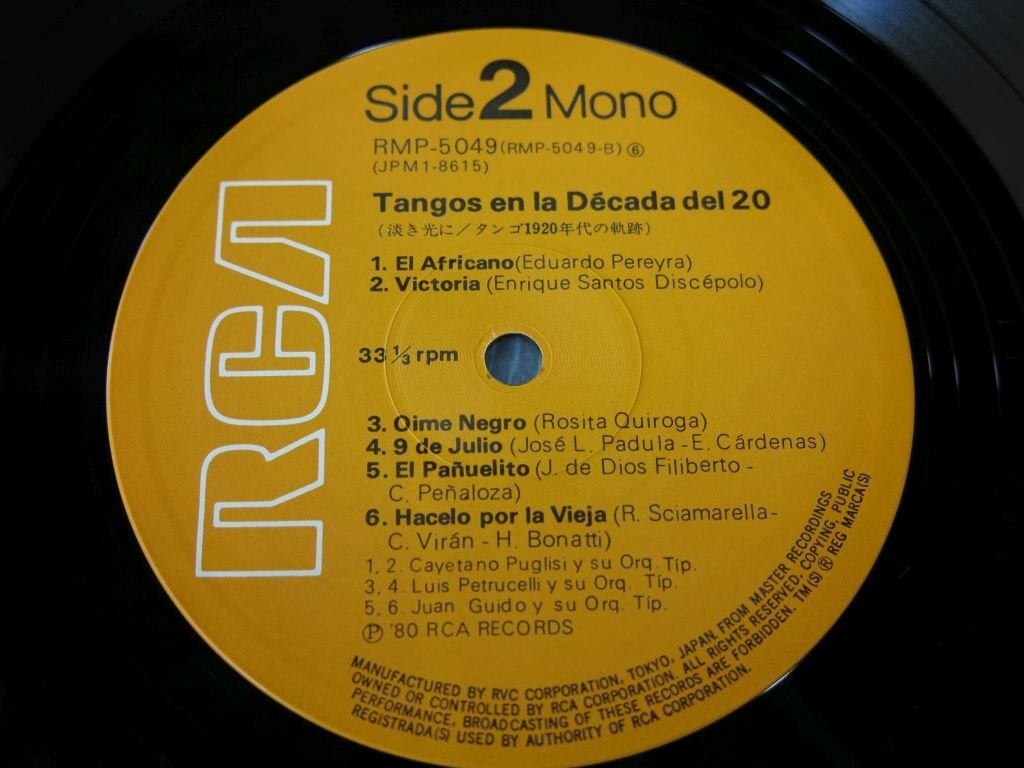 Side 2 Mono
RMP-5049 (RMP-5049-B) ⑥
(JPM1-8615)
Tangos en la Década del 20
(淡き光に/タンゴ1920年代の軌跡)
1. El Africano (Eduardo Pereyra)
2. Victoria (Enrique Santos Discépolo)
33 1/3 rpm
3. Oime Negro (Rosita Quiroga)
4. 9 de Julio (José L. Padula - E. Cárdenas)
5. El Pañuelito (J. de Dios Filiberto -
C. Peñaloza)
6. Hacelo por la Vieja (R. Sciamarella-
C. Virán - H. Bonatti)
1, 2. Cayetano Puglisi y su Orq. Típ.
3, 4. Luis Petrucelli y su Orq. Típ.
5, 6. Juan Guido y su Orq. Típ.
Ⓟ '80 RCA RECORDS
RCA
MANUFACTURED BY RVC CORPORATION, TOKYO, JAPAN. FROM MASTER RECORDINGS
OWNED OR CONTROLLED BY RCA CORPORATION. ALL RIGHTS RESERVED. COPYING, PUBLIC
PERFORMANCE, BROADCASTING OF THESE RECORDS ARE FORBIDDEN. TM(S) ® REG MARCA(S)
REGISTRADA(S) USED BY AUTHORITY OF RCA CORPORATION.